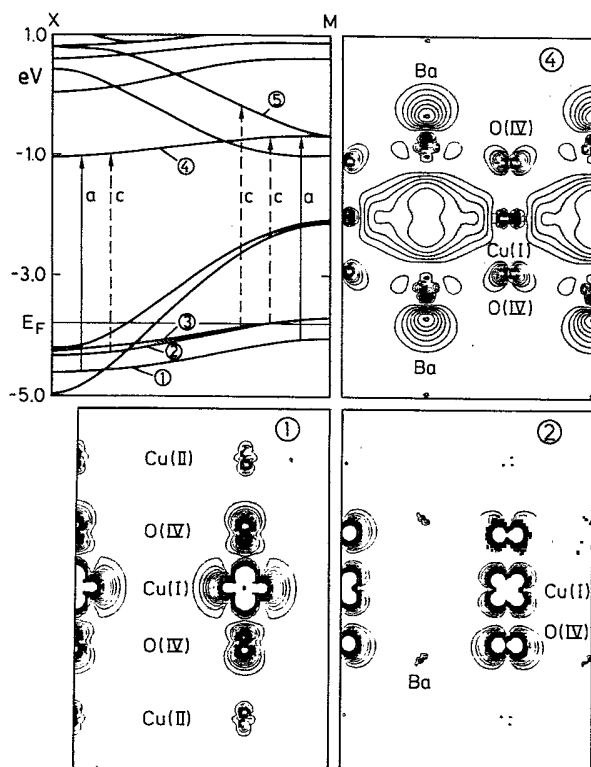 X
M
1.0
eV
-1.0
-3.0
E_F
-5.0
⑤
④
a
c
c
a
③
②
①
④
Ba
O(IV)
Cu(I)
O(IV)
Ba
①
Cu(II)
O(IV)
Cu(I)
O(IV)
Cu(II)
②
Cu(I)
O(IV)
Ba